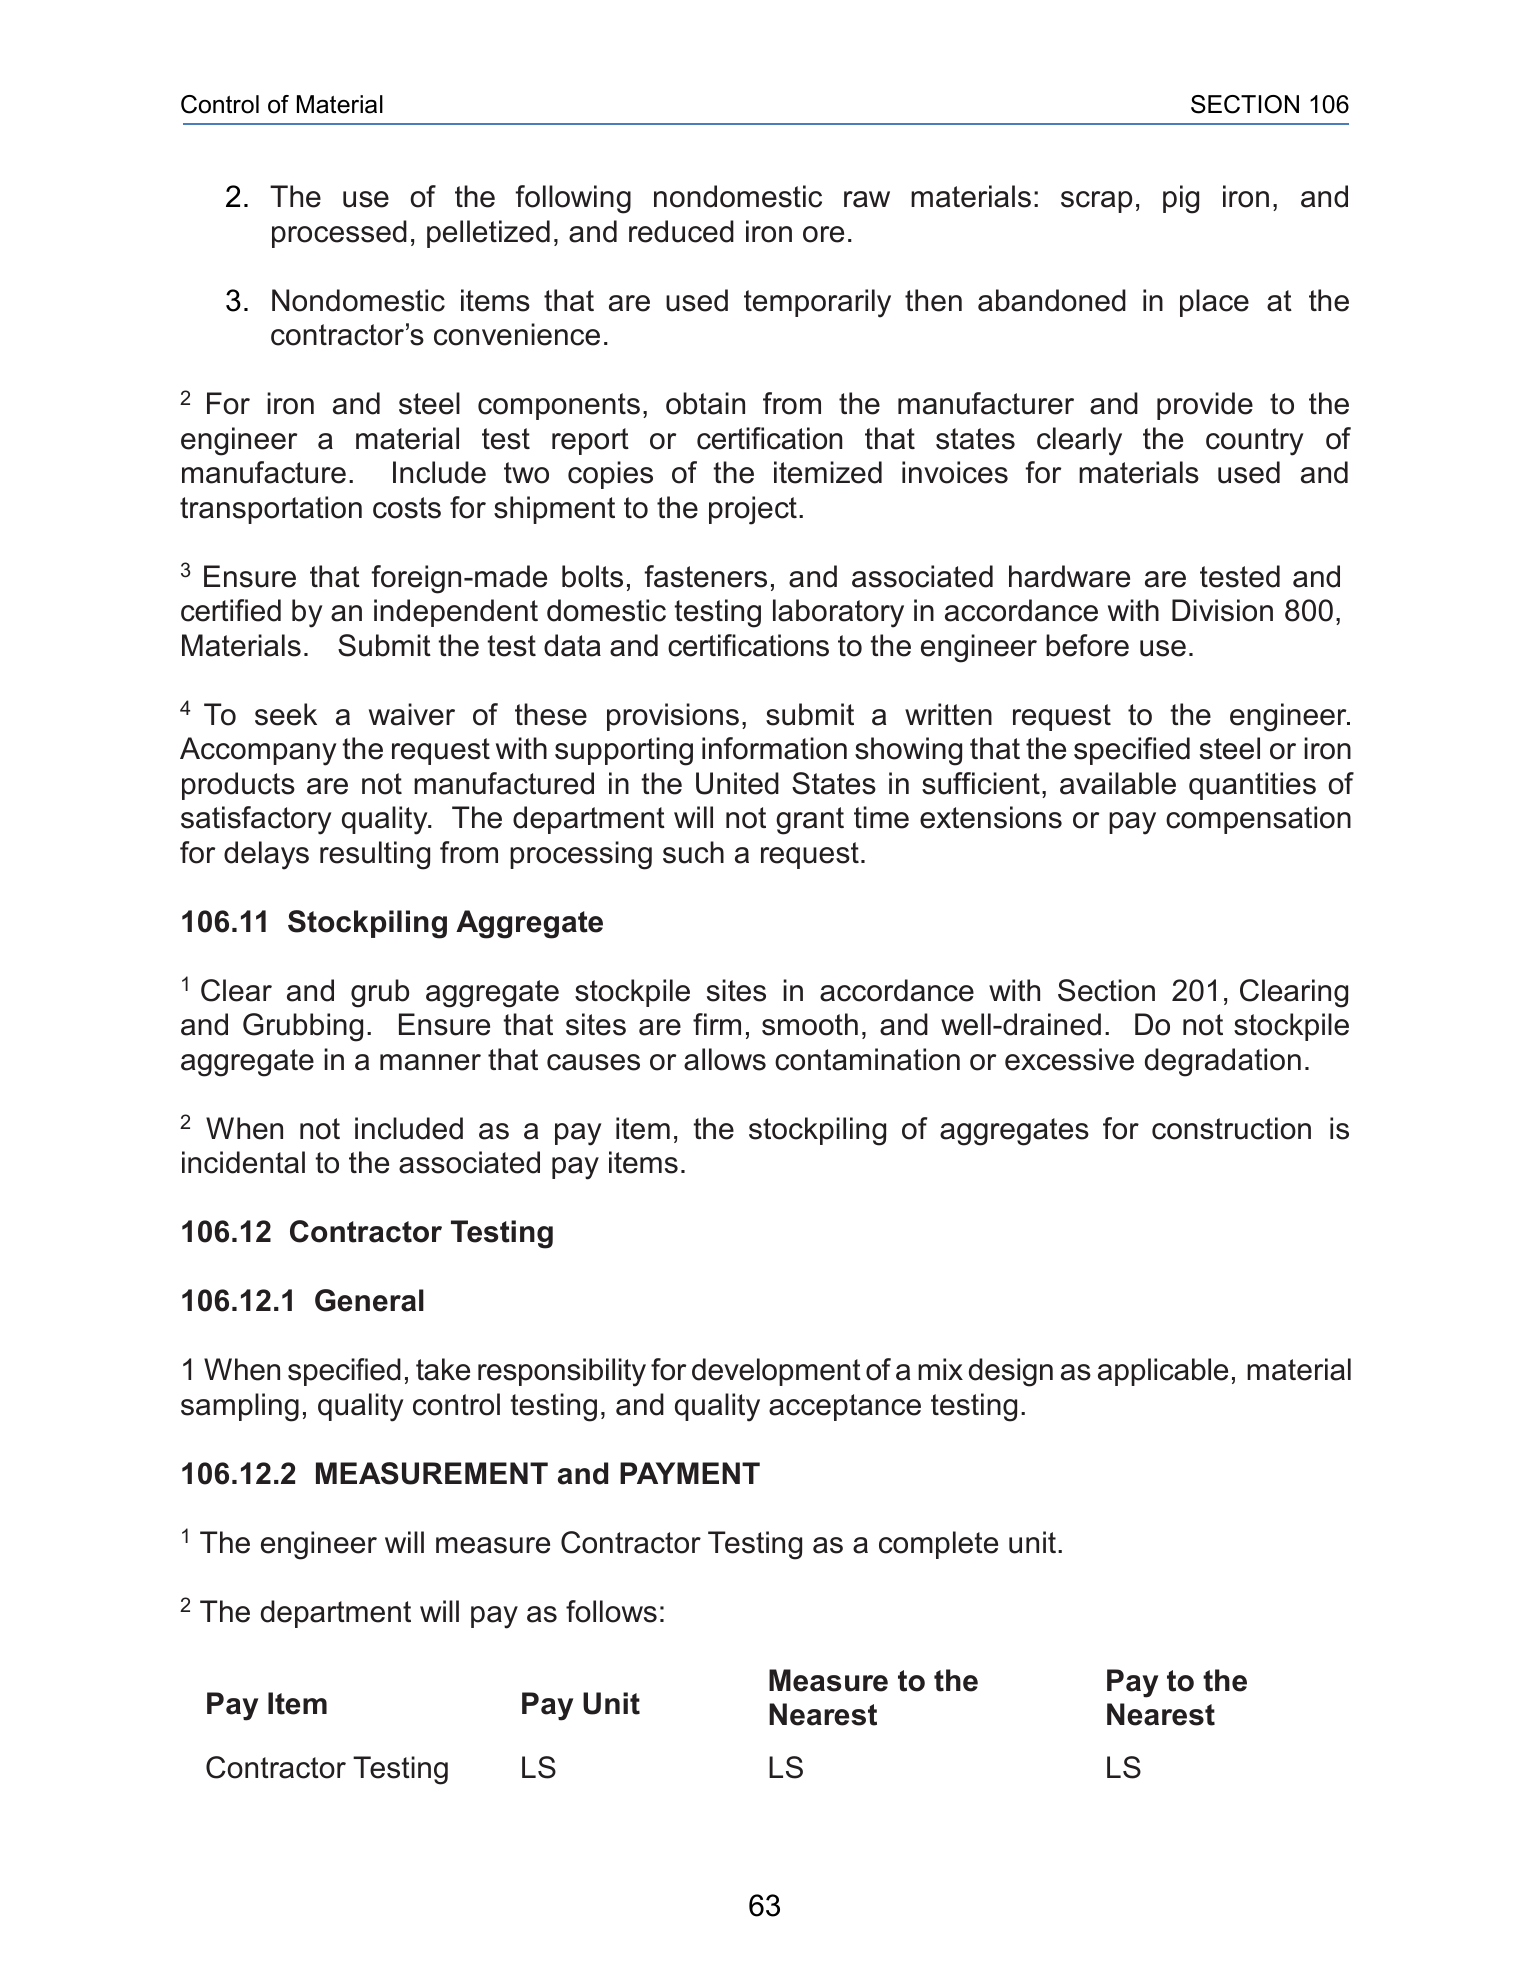 Control of Material SECTION 106
2. The use of the following nondomestic raw materials: scrap, pig iron, and
processed, pelletized, and reduced iron ore.
3. Nondomestic items that are used temporarily then abandoned in place at the
contractor’s convenience.
2 For iron and steel components, obtain from the manufacturer and provide to the
engineer a material test report or certification that states clearly the country of
manufacture. Include two copies of the itemized invoices for materials used and
transportation costs for shipment to the project.
3 Ensure that foreign-made bolts, fasteners, and associated hardware are tested and
certified by an independent domestic testing laboratory in accordance with Division 800,
Materials. Submit the test data and certifications to the engineer before use.
4 To seek a waiver of these provisions, submit a written request to the engineer.
Accompany the request with supporting information showing that the specified steel or iron
products are not manufactured in the United States in sufficient, available quantities of
satisfactory quality. The department will not grant time extensions or pay compensation
for delays resulting from processing such a request.
106.11 Stockpiling Aggregate
1 Clear and grub aggregate stockpile sites in accordance with Section 201, Clearing
and Grubbing. Ensure that sites are firm, smooth, and well-drained. Do not stockpile
aggregate in a manner that causes or allows contamination or excessive degradation.
2 When not included as a pay item, the stockpiling of aggregates for construction is
incidental to the associated pay items.
106.12 Contractor Testing
106.12.1 General
1 When specified, take responsibility for development of a mix design as applicable, material
sampling, quality control testing, and quality acceptance testing.
106.12.2 MEASUREMENT and PAYMENT
1 The engineer will measure Contractor Testing as a complete unit.
2 The department will pay as follows:
Pay Item Pay Unit Measure to the Nearest Pay to the Nearest
Contractor Testing LS LS LS
63